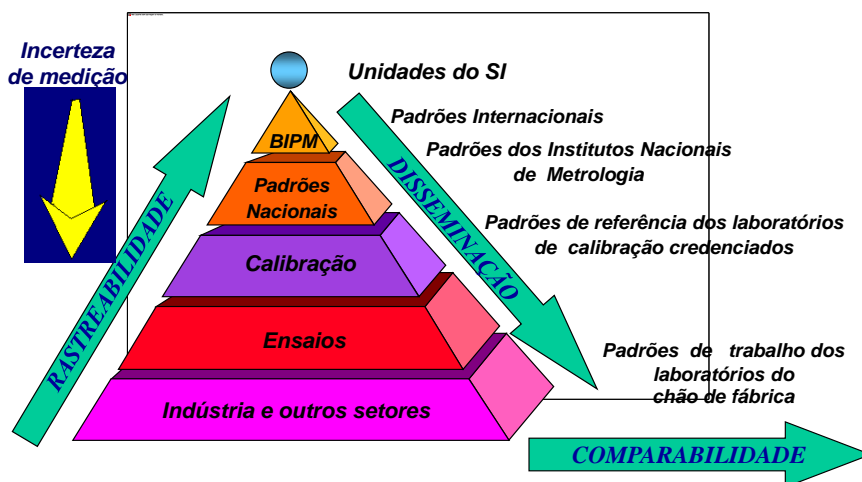 Incerteza
de medição
Unidades do SI
Padrões Internacionais
BIPM
Padrões dos Institutos Nacionais
de Metrologia
Padrões
Nacionais
Padrões de referência dos laboratórios
de calibração credenciados
Calibração
RASTREABILIDADE
DISSEMINAÇÃO
Ensaios
Padrões de trabalho dos
laboratórios do
chão de fábrica
Indústria e outros setores
COMPARABILIDADE